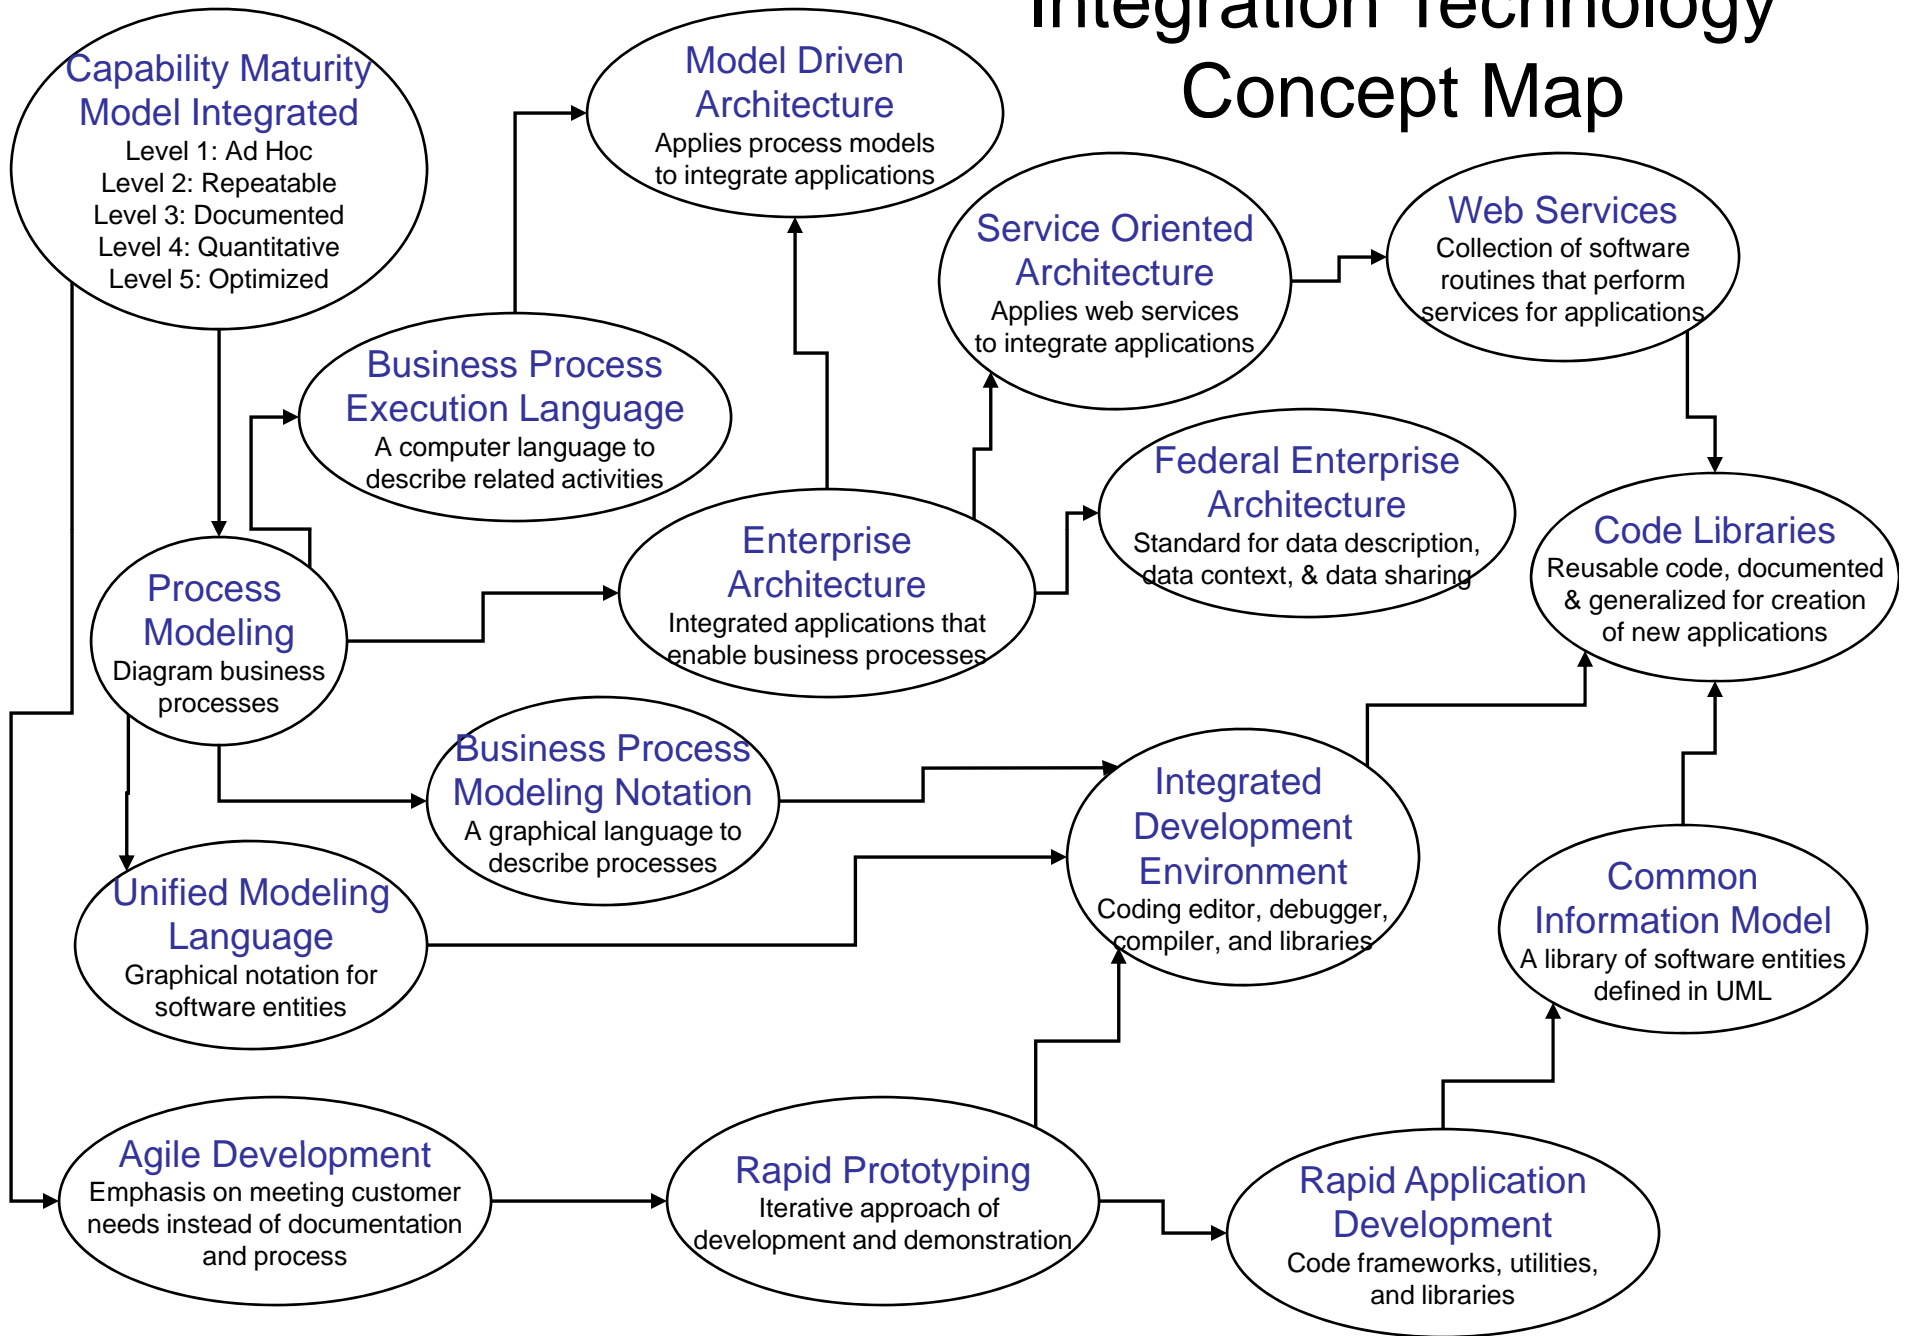 Integration Technology
Concept Map
Capability Maturity
Model Integrated
Level 1: Ad Hoc
Level 2: Repeatable
Level 3: Documented
Level 4: Quantitative
Level 5: Optimized
Model Driven
Architecture
Applies process models
to integrate applications
Service Oriented
Architecture
Applies web services
to integrate applications
Web Services
Collection of software
routines that perform
services for applications
Business Process
Execution Language
A computer language to
describe related activities
Federal Enterprise
Architecture
Standard for data description,
data context, & data sharing
Code Libraries
Reusable code, documented
& generalized for creation
of new applications
Enterprise
Architecture
Integrated applications that
enable business processes
Process
Modeling
Diagram business
processes
Business Process
Modeling Notation
A graphical language to
describe processes
Integrated
Development
Environment
Coding editor, debugger,
compiler, and libraries
Unified Modeling
Language
Graphical notation for
software entities
Common
Information Model
A library of software entities
defined in UML
Agile Development
Emphasis on meeting customer
needs instead of documentation
and process
Rapid Prototyping
Iterative approach of
development and demonstration
Rapid Application
Development
Code frameworks, utilities,
and libraries